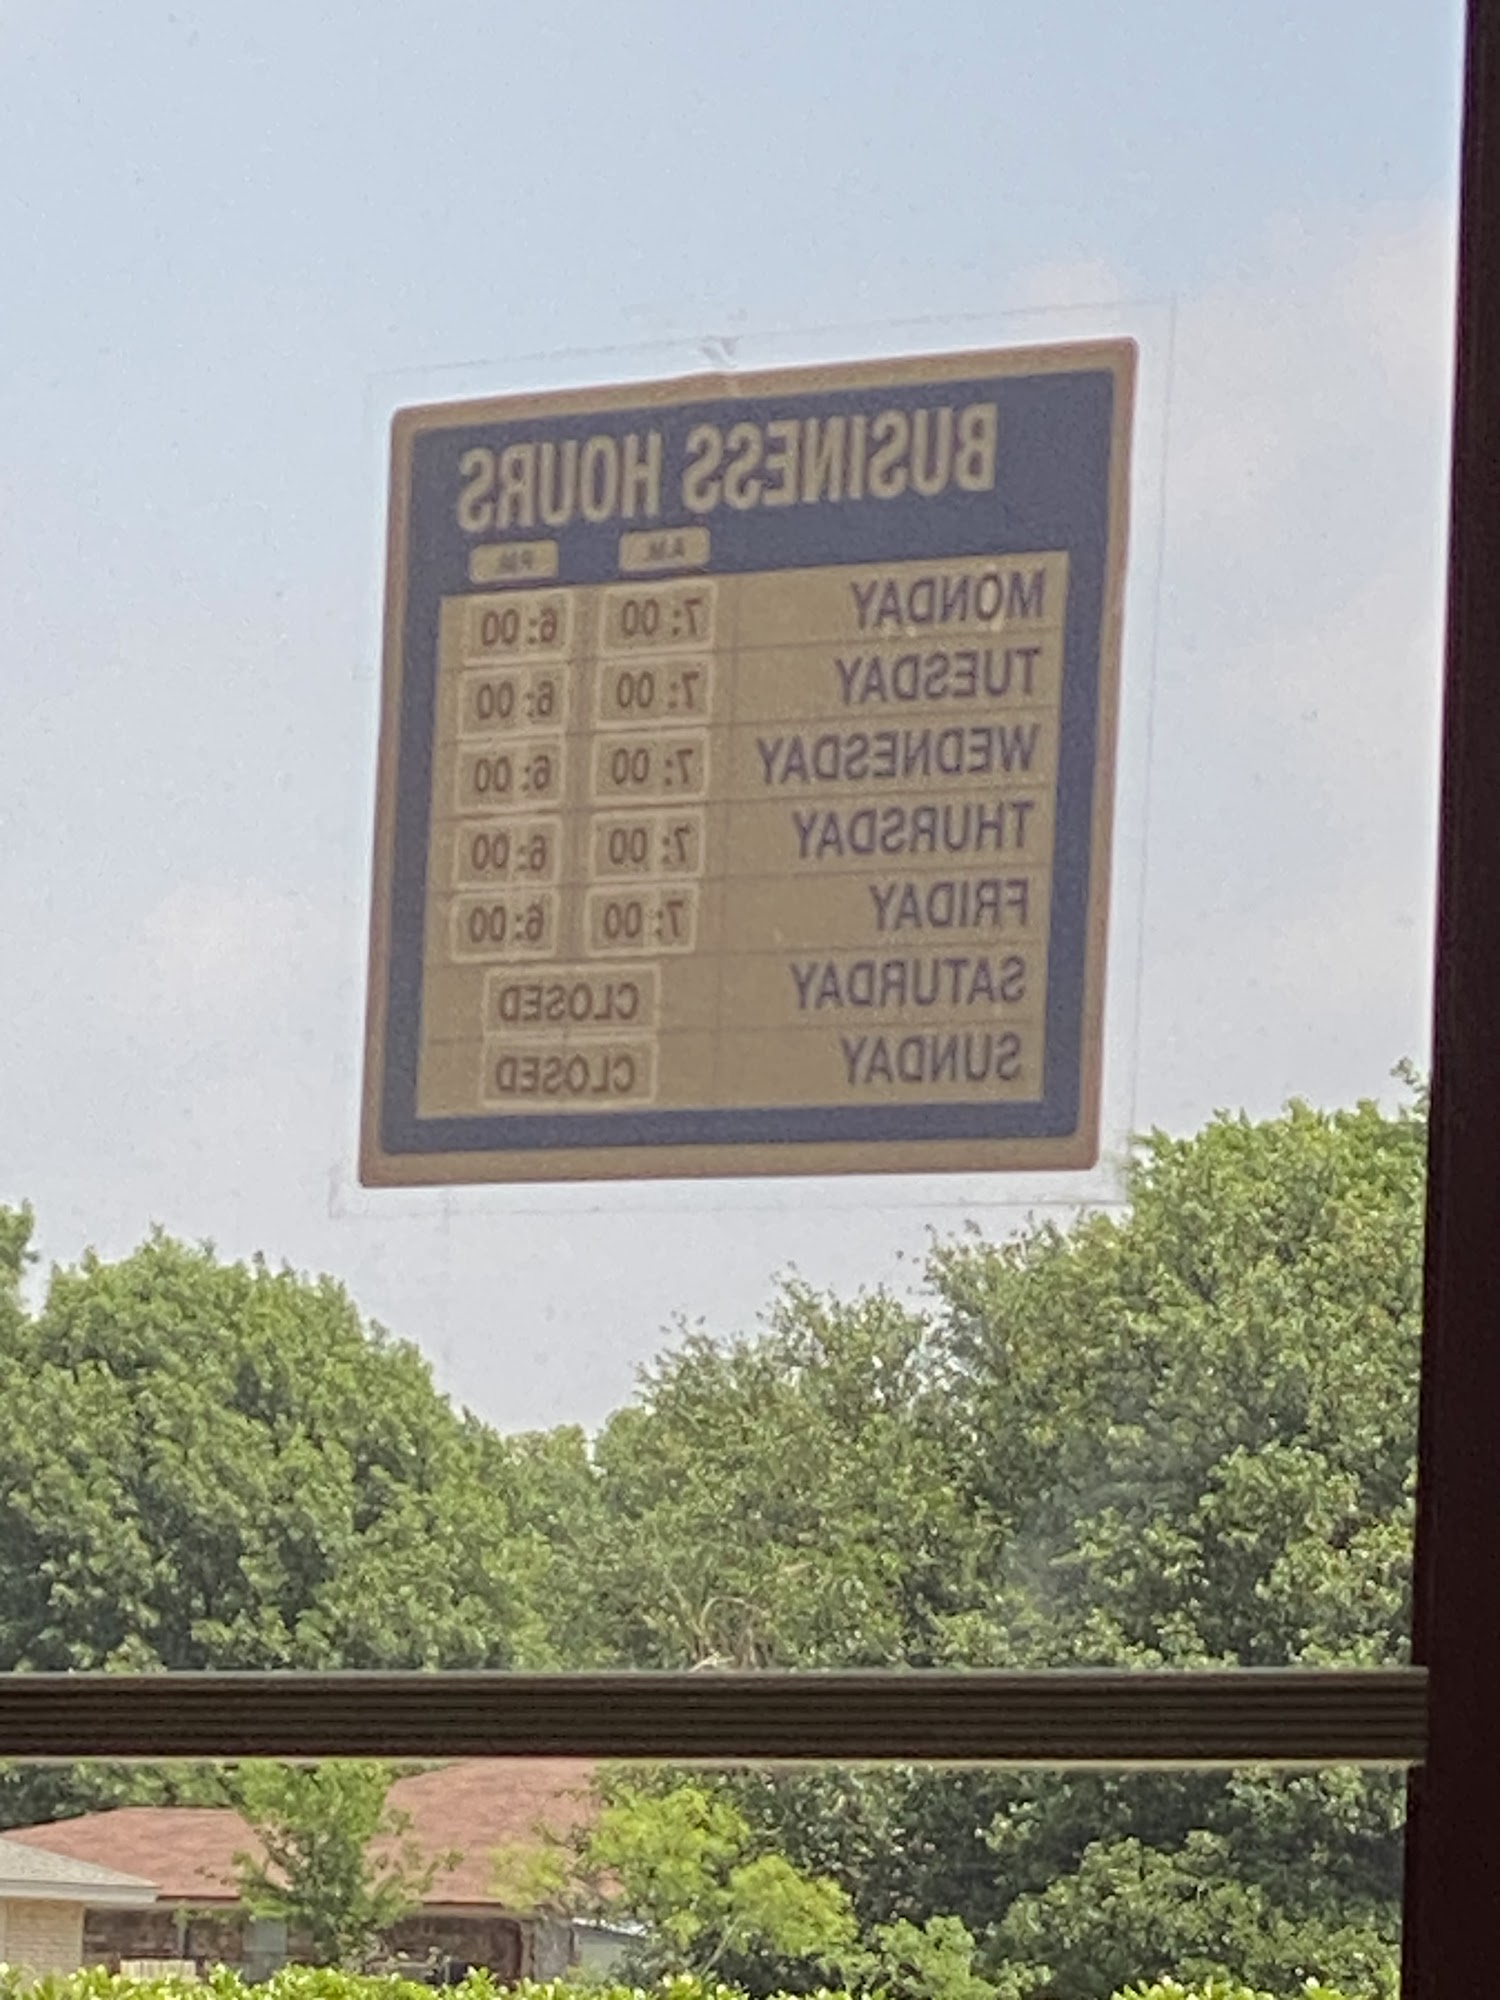 BUSINESS HOURS
A.M. P.M.
MONDAY 7:00 6:00
TUESDAY 7:00 6:00
WEDNESDAY 7:00 6:00
THURSDAY 7:00 6:00
FRIDAY 7:00 6:00
SATURDAY CLOSED
SUNDAY CLOSED